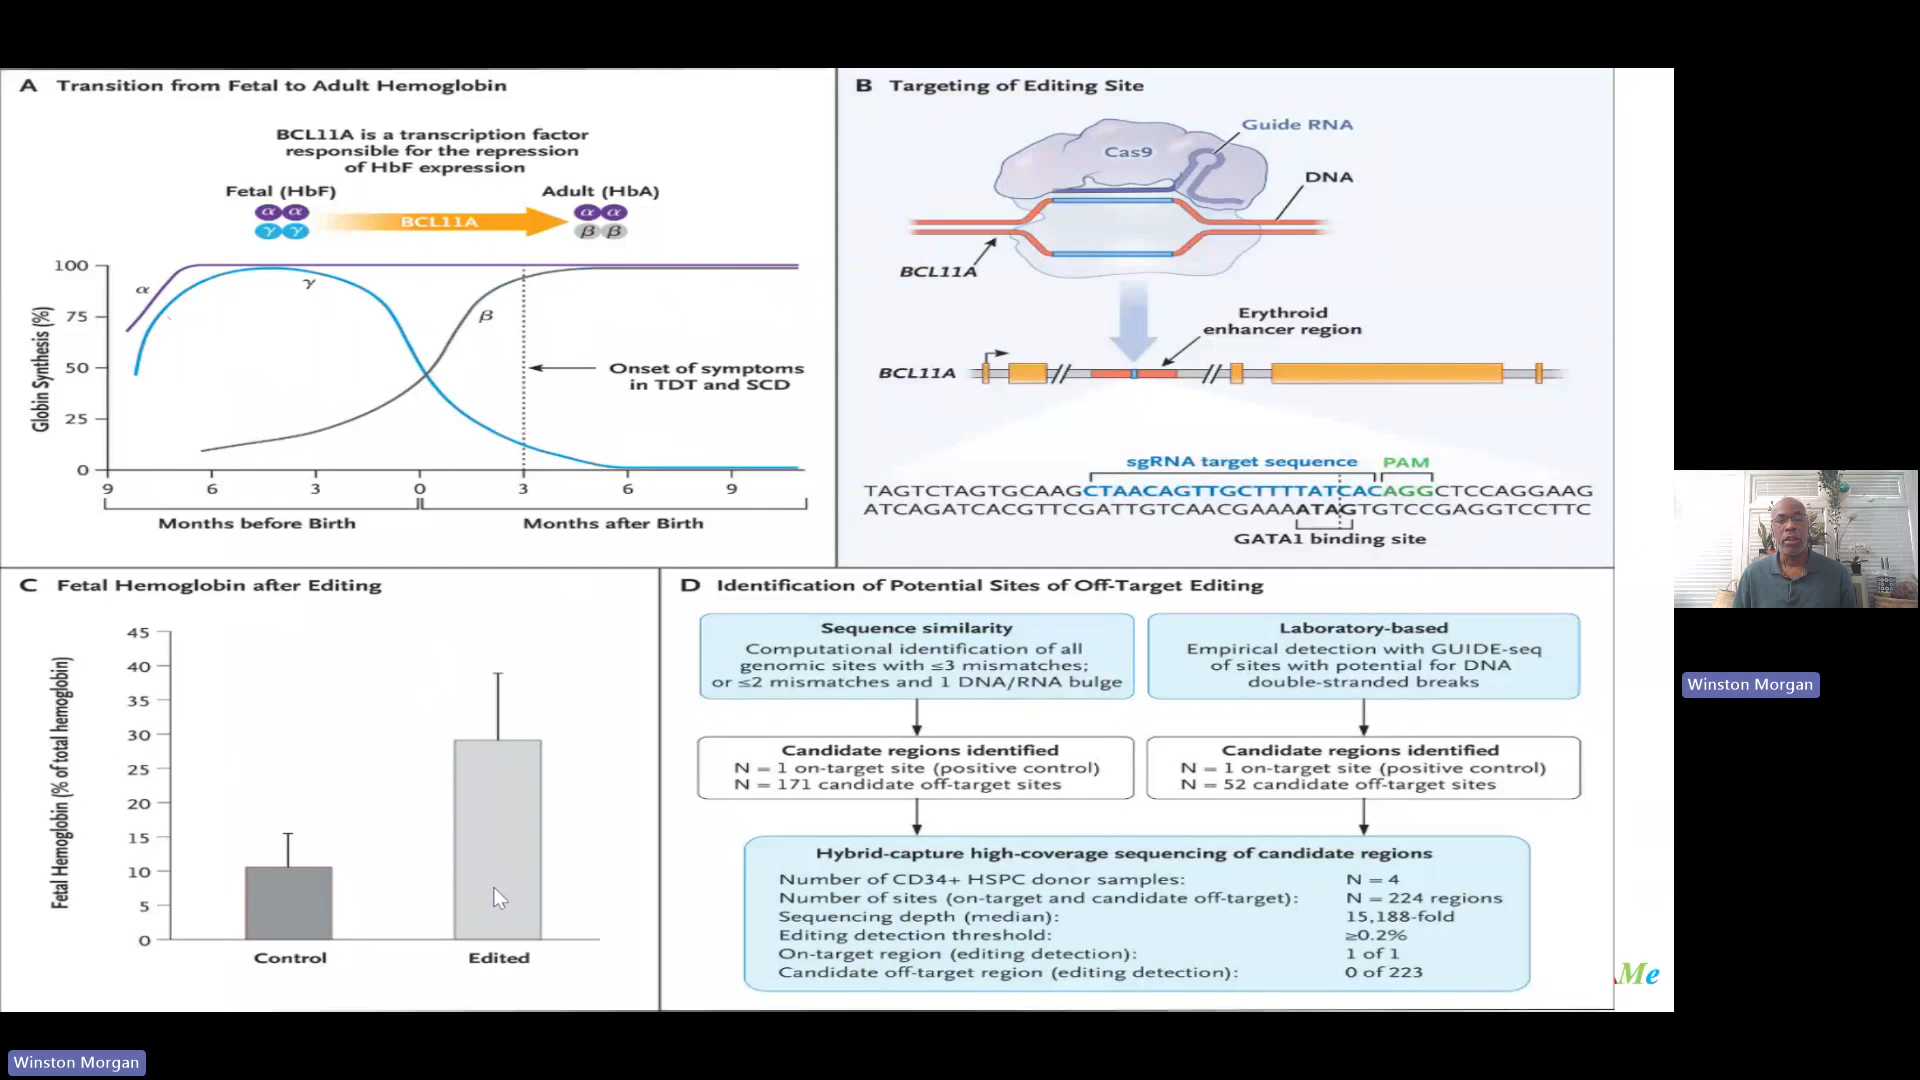 A Transition from Fetal to Adult Hemoglobin
BCL11A is a transcription factor
responsible for the repression
of HbF expression
Fetal (HbF)
Adult (HbA)
α α
γ γ
BCL11A
α α
β β
100
75
50
25
0
Globin Synthesis (%)
α
γ
β
Onset of symptoms
in TDT and SCD
9 6 3 0 3 6 9
Months before Birth
Months after Birth
B Targeting of Editing Site
Guide RNA
Cas9
DNA
BCL11A
Erythroid
enhancer region
BCL11A
sgRNA target sequence PAM
TAGTCTAGTGCAAGCTAACAGTTGCTTTTATCACAGGCTCCAGGAAG
ATCAGATCACGTTCGATTGTCAACGAAAATAGTGTCCGAGGTCCTTC
GATA1 binding site
C Fetal Hemoglobin after Editing
Fetal Hemoglobin (% of total hemoglobin)
45
40
35
30
25
20
15
10
5
0
Control
Edited
D Identification of Potential Sites of Off-Target Editing
Sequence similarity
Computational identification of all
genomic sites with ≤3 mismatches;
or ≤2 mismatches and 1 DNA/RNA bulge
Laboratory-based
Empirical detection with GUIDE-seq
of sites with potential for DNA
double-stranded breaks
Candidate regions identified
N = 1 on-target site (positive control)
N = 171 candidate off-target sites
Candidate regions identified
N = 1 on-target site (positive control)
N = 52 candidate off-target sites
Hybrid-capture high-coverage sequencing of candidate regions
Number of CD34+ HSPC donor samples: N = 4
Number of sites (on-target and candidate off-target): N = 224 regions
Sequencing depth (median): 15,188-fold
Editing detection threshold: ≥0.2%
On-target region (editing detection): 1 of 1
Candidate off-target region (editing detection): 0 of 223
Me
Winston Morgan
Winston Morgan